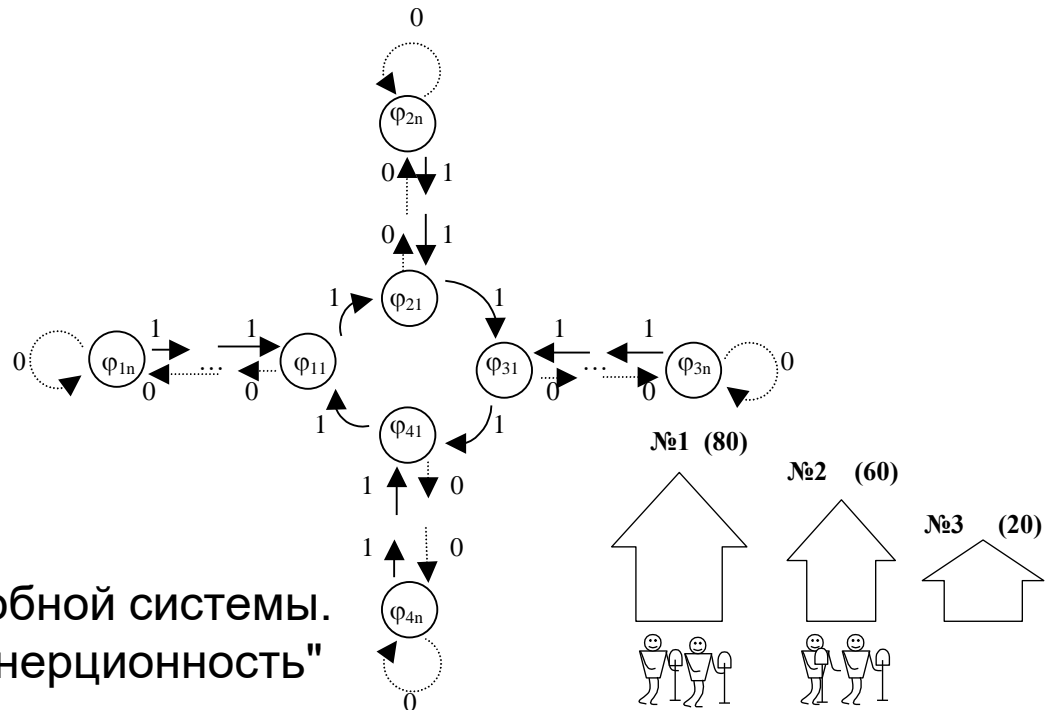 0
φ2n
0 1
0 1
φ21
1 1
0 1 1 1 1 0
φ1n ... φ11 φ31 ... φ3n
0 0 0 0
1 1
φ41
№1 (80)
№2 (60)
№3 (20)
1 0
1 0
φ4n
0
обной системы.
нерционность"